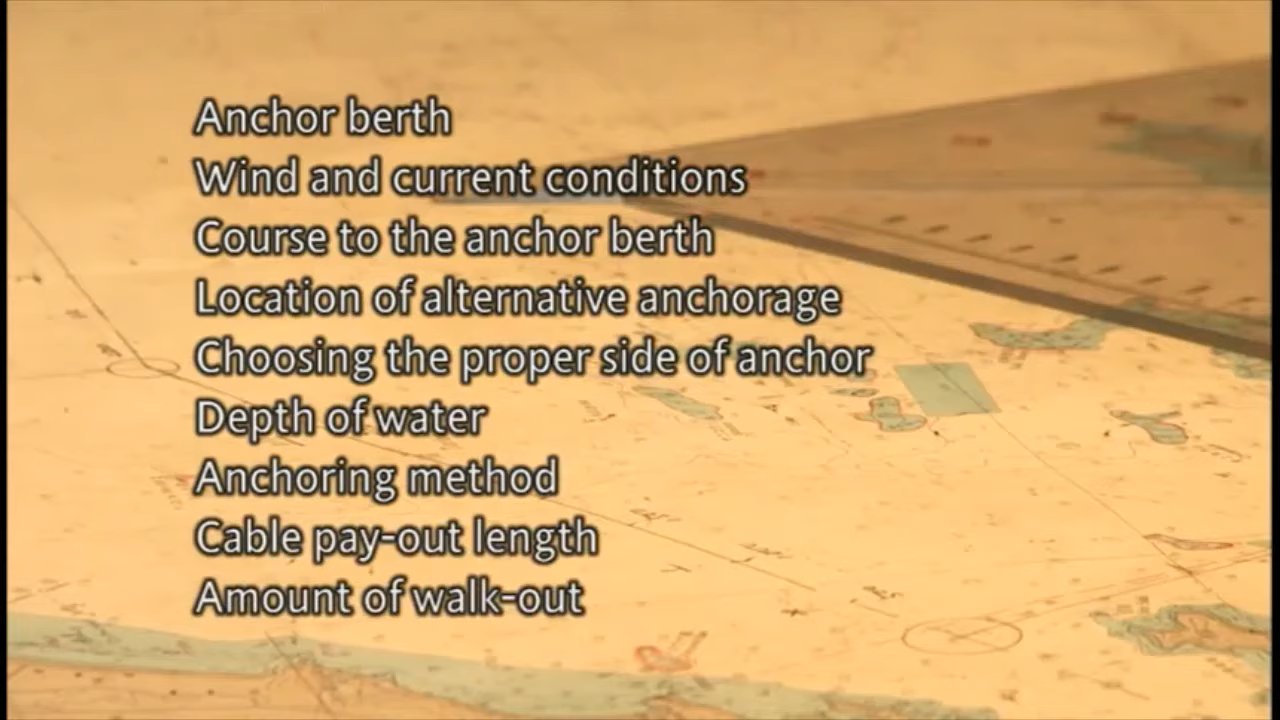 Anchor berth
Wind and current conditions
Course to the anchor berth
Location of alternative anchorage
Choosing the proper side of anchor
Depth of water
Anchoring method
Cable pay-out length
Amount of walk-out